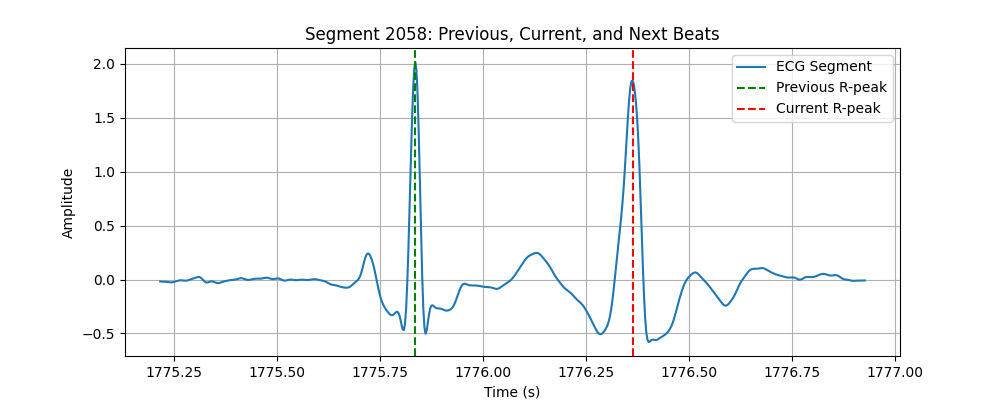 Segment 2058: Previous, Current, and Next Beats
ECG Segment
Previous R-peak
Current R-peak
2.0
1.5
1.0
0.5
0.0
−0.5
Amplitude
1775.25 1775.50 1775.75 1776.00 1776.25 1776.50 1776.75 1777.00
Time (s)